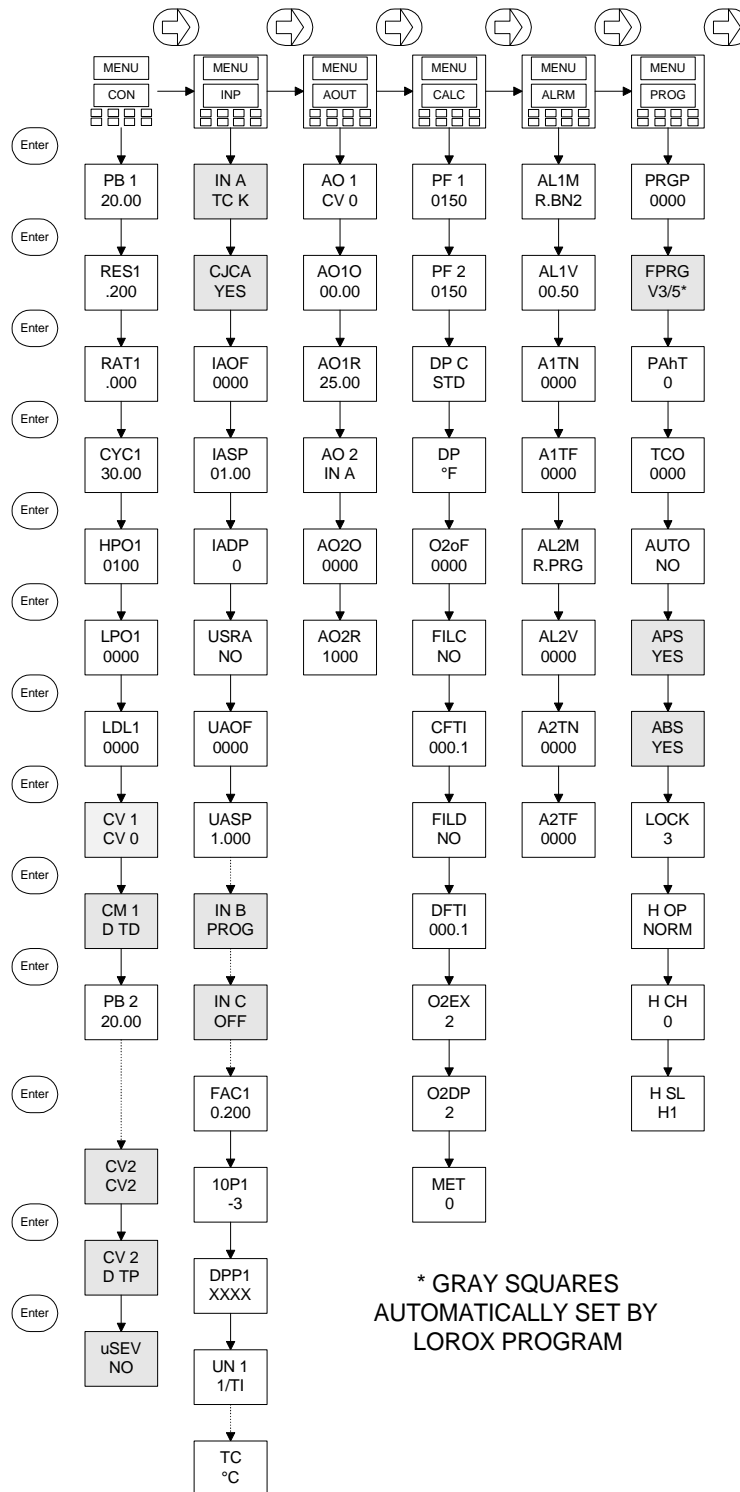 MENU
CON
MENU
INP
MENU
AOUT
MENU
CALC
MENU
ALRM
MENU
PROG
Enter
Enter
Enter
Enter
Enter
Enter
Enter
Enter
Enter
Enter
Enter
Enter
Enter
PB 1
20.00
RES1
.200
RAT1
.000
CYC1
30.00
HPO1
0100
LPO1
0000
LDL1
0000
CV 1
CV 0
CM 1
D TD
PB 2
20.00
CV2
CV2
CV 2
D TP
uSEV
NO
IN A
TC K
CJCA
YES
IAOF
0000
IASP
01.00
IADP
0
USRA
NO
UAOF
0000
UASP
1.000
IN B
PROG
IN C
OFF
FAC1
0.200
10P1
-3
DPP1
XXXX
UN 1
1/TI
TC
°C
AO 1
CV 0
AO1O
00.00
AO1R
25.00
AO 2
IN A
AO2O
0000
AO2R
1000
PF 1
0150
PF 2
0150
DP C
STD
DP
°F
O2oF
0000
FILC
NO
CFTI
000.1
FILD
NO
DFTI
000.1
O2EX
2
O2DP
2
MET
0
AL1M
R.BN2
AL1V
00.50
A1TN
0000
A1TF
0000
AL2M
R.PRG
AL2V
0000
A2TN
0000
A2TF
0000
PRGP
0000
FPRG
V3/5*
PAhT
0
TCO
0000
AUTO
NO
APS
YES
ABS
YES
LOCK
3
H OP
NORM
H CH
0
H SL
H1
* GRAY SQUARES
AUTOMATICALLY SET BY
LOROX PROGRAM